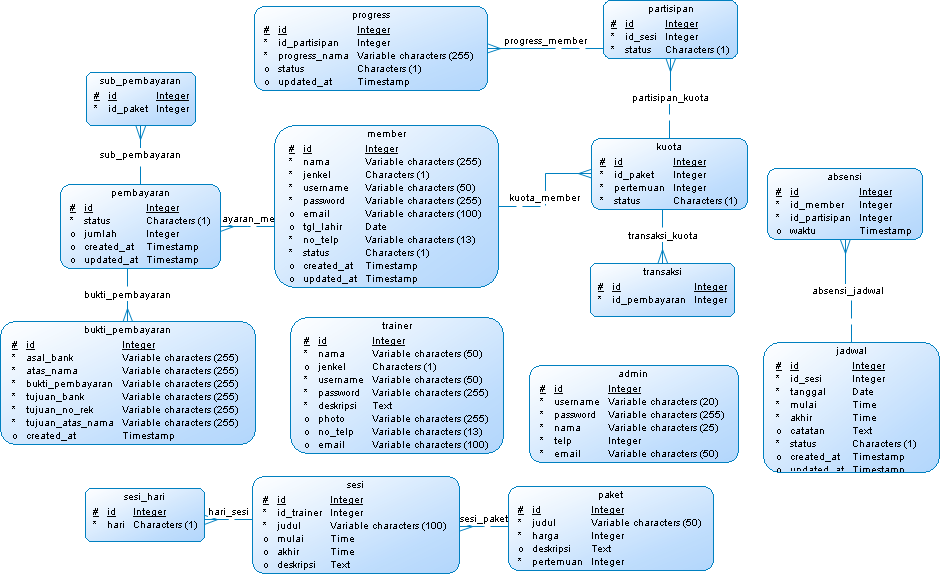 progress
# id Integer
* id_partisipan Integer
* progress_nama Variable characters (255)
o status Characters (1)
o updated_at Timestamp
progress_member
partisipan
# id Integer
* id_sesi Integer
* status Characters (1)
partisipan_kuota
sub_pembayaran
# id Integer
* id_paket Integer
sub_pembayaran
pembayaran
# id Integer
* status Characters (1)
o jumlah Integer
o created_at Timestamp
o updated_at Timestamp
ayaran_me
member
# id Integer
* nama Variable characters (255)
* jenkel Characters (1)
* username Variable characters (50)
* password Variable characters (255)
o email Variable characters (100)
o tgl_lahir Date
* no_telp Variable characters (13)
* status Characters (1)
o created_at Timestamp
o updated_at Timestamp
kuota_member
kuota
# id Integer
* id_paket Integer
* pertemuan Integer
* status Characters (1)
transaksi_kuota
transaksi
# id Integer
* id_pembayaran Integer
absensi
# id Integer
* id_member Integer
* id_partisipan Integer
o waktu Timestamp
absensi_jadwal
bukti_pembayaran
bukti_pembayaran
# id Integer
* asal_bank Variable characters (255)
* atas_nama Variable characters (255)
* bukti_pembayaran Variable characters (255)
* tujuan_bank Variable characters (255)
* tujuan_no_rek Variable characters (255)
* tujuan_atas_nama Variable characters (255)
o created_at Timestamp
trainer
# id Integer
* nama Variable characters (50)
o jenkel Characters (1)
* username Variable characters (50)
* password Variable characters (255)
* deskripsi Text
o photo Variable characters (255)
o no_telp Variable characters (13)
o email Variable characters (100)
admin
# id Integer
* username Variable characters (20)
* password Variable characters (255)
* nama Variable characters (25)
* telp Integer
* email Variable characters (50)
jadwal
# id Integer
* id_sesi Integer
* tanggal Date
* mulai Time
* akhir Time
o catatan Text
* status Characters (1)
o created_at Timestamp
o updated_at Timestamp
sesi_hari
# id Integer
* hari Characters (1)
hari_sesi
sesi
# id Integer
* id_trainer Integer
* judul Variable characters (100)
o mulai Time
o akhir Time
o deskripsi Text
sesi_paket
paket
# id Integer
* judul Variable characters (50)
* harga Integer
o deskripsi Text
* pertemuan Integer